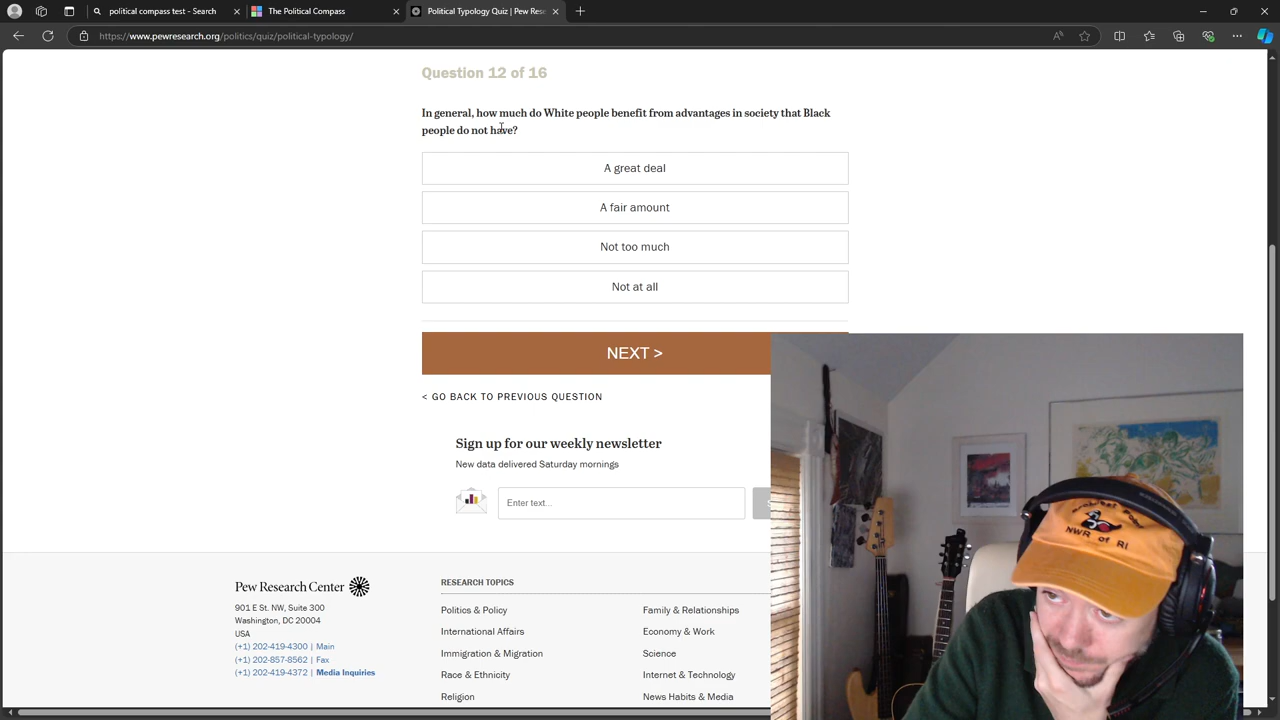 political compass test - Search
The Political Compass
Political Typology Quiz | Pew Res
https://www.pewresearch.org/politics/quiz/political-typology/
Question 12 of 16
In general, how much do White people benefit from advantages in society that Black
people do not have?
A great deal
A fair amount
Not too much
Not at all
NEXT >
< GO BACK TO PREVIOUS QUESTION
Sign up for our weekly newsletter
New data delivered Saturday mornings
Enter text...
Pew Research Center
901 E St. NW, Suite 300
Washington, DC 20004
USA
(+1) 202-419-4300 | Main
(+1) 202-857-8562 | Fax
(+1) 202-419-4372 | Media Inquiries
RESEARCH TOPICS
Politics & Policy
International Affairs
Immigration & Migration
Race & Ethnicity
Religion
Family & Relationships
Economy & Work
Science
Internet & Technology
News Habits & Media
NWR of RI